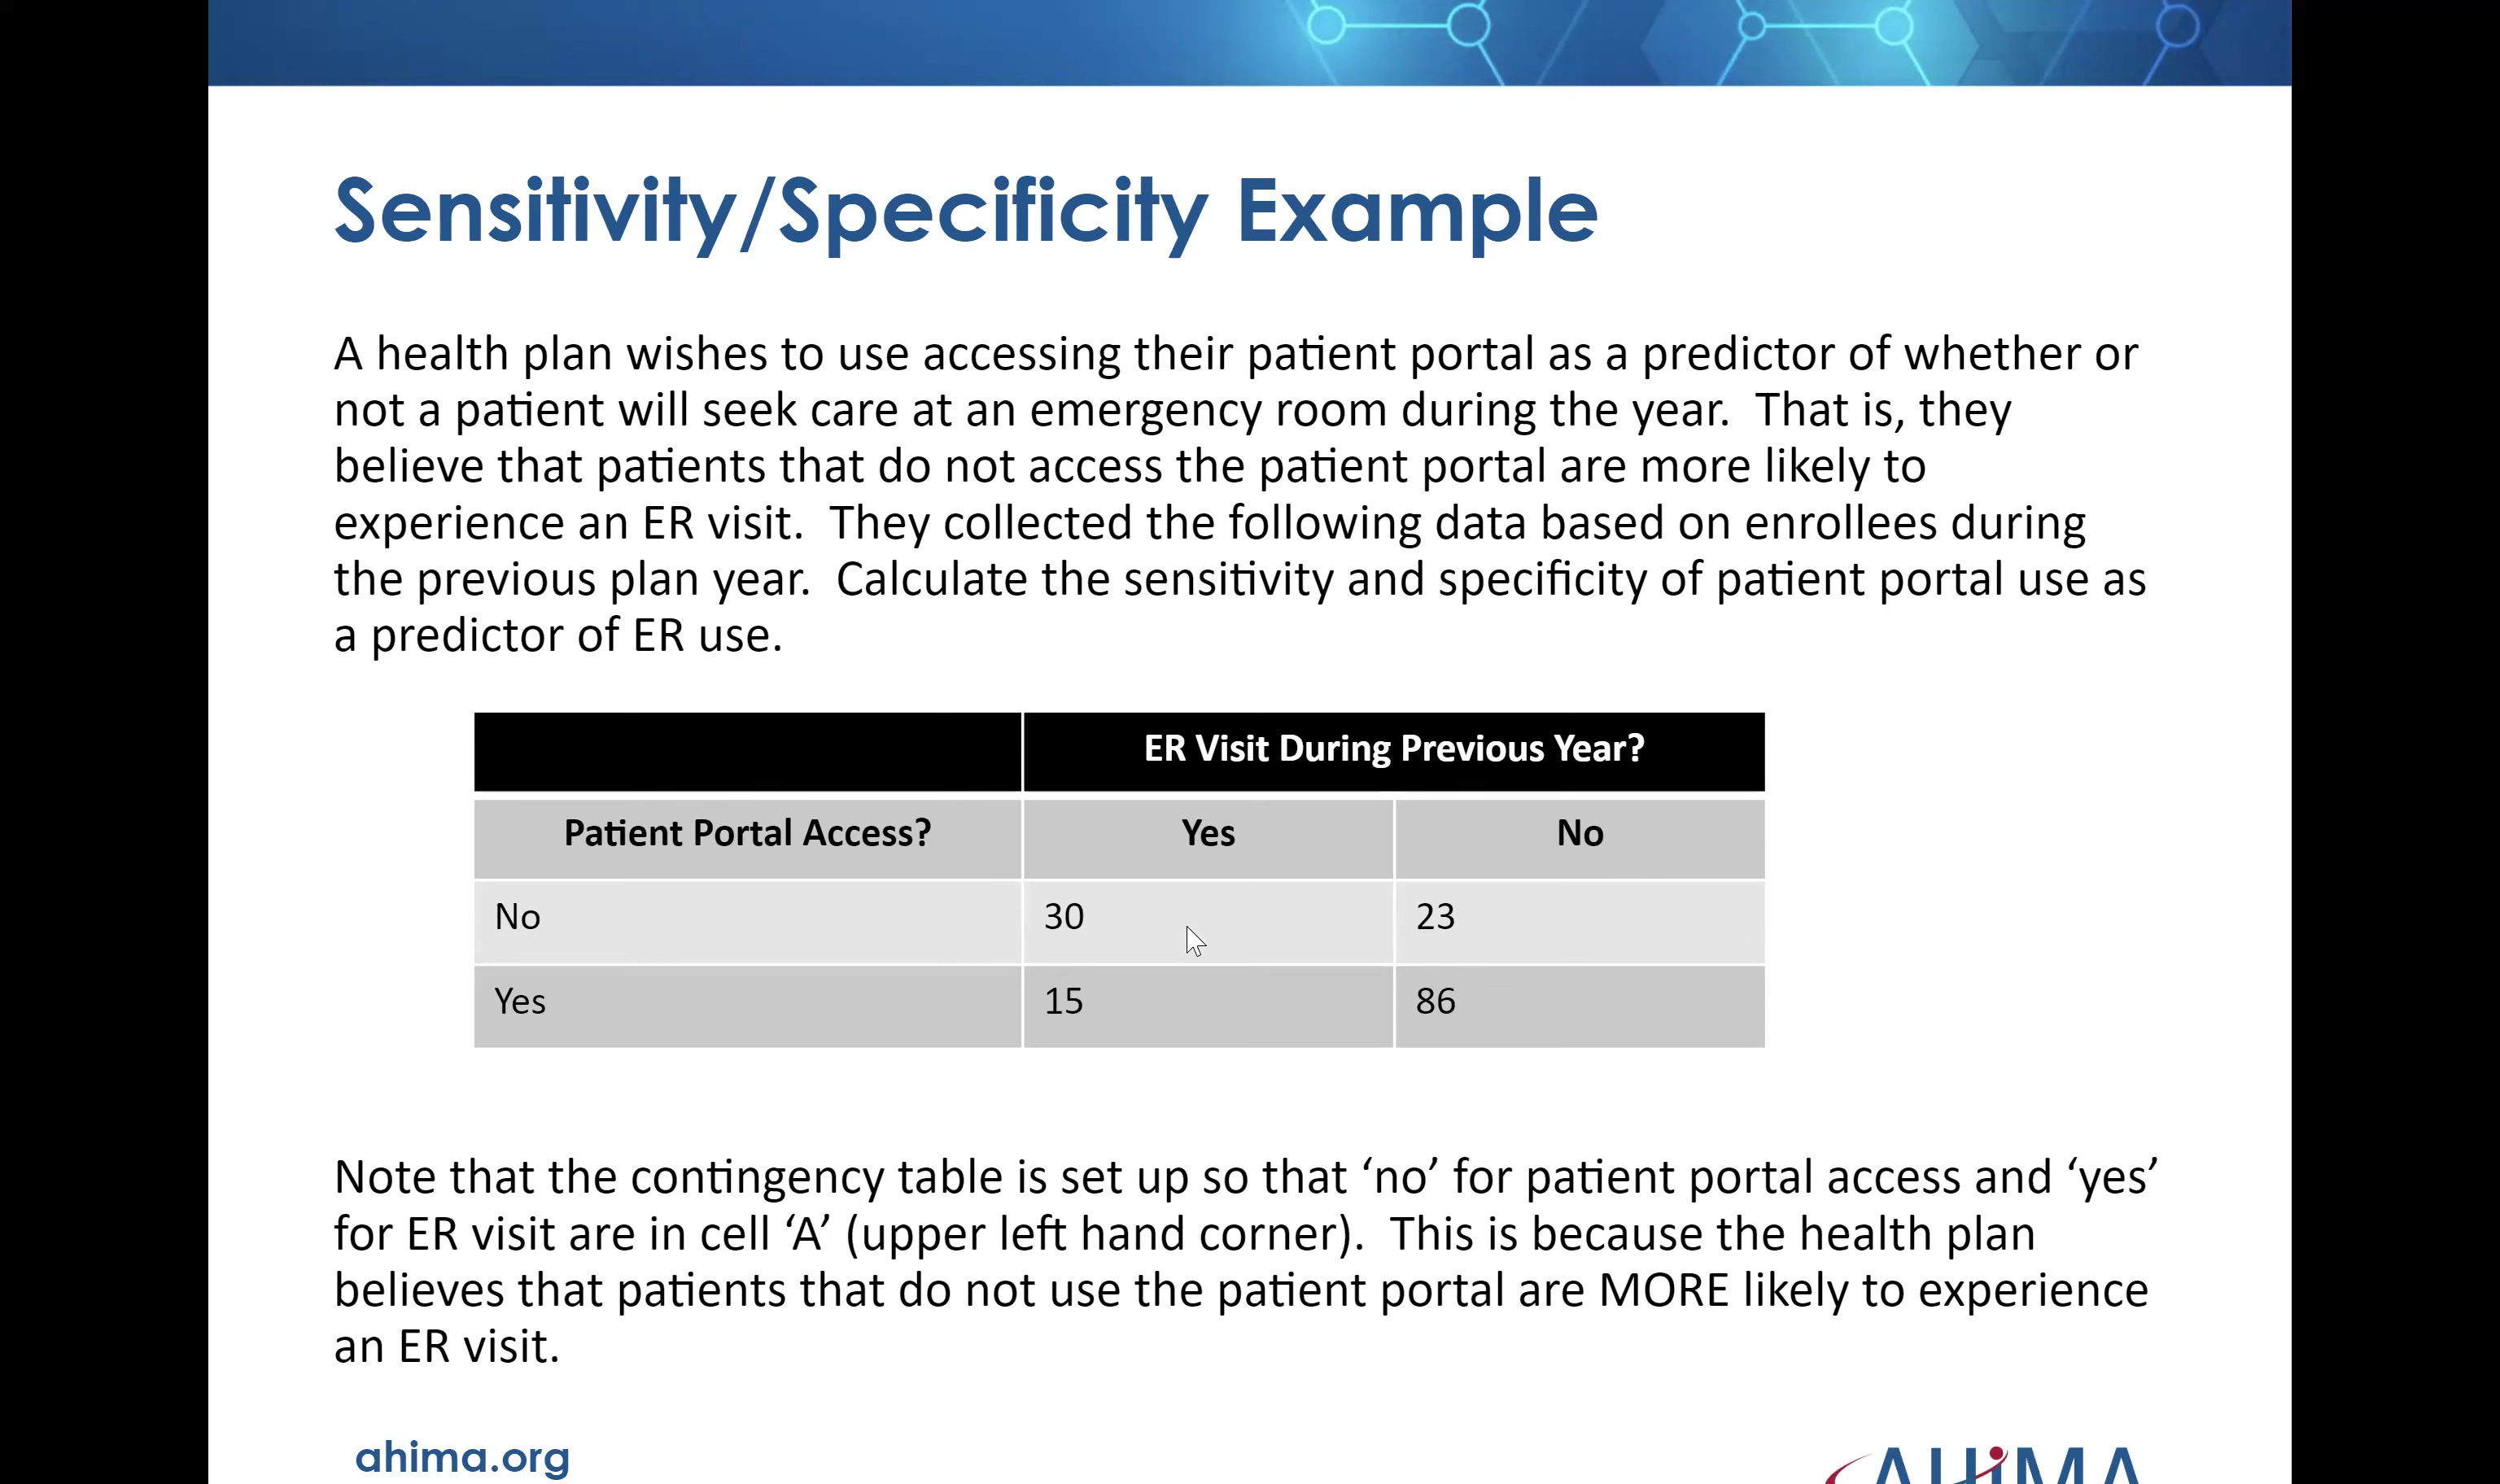 Sensitivity/Specificity Example
A health plan wishes to use accessing their patient portal as a predictor of whether or
not a patient will seek care at an emergency room during the year.  That is, they
believe that patients that do not access the patient portal are more likely to
experience an ER visit.  They collected the following data based on enrollees during
the previous plan year.  Calculate the sensitivity and specificity of patient portal use as
a predictor of ER use.
ER Visit During Previous Year?
Patient Portal Access? Yes No
No 30 23
Yes 15 86
Note that the contingency table is set up so that ‘no’ for patient portal access and ‘yes’
for ER visit are in cell ‘A’ (upper left hand corner).  This is because the health plan
believes that patients that do not use the patient portal are MORE likely to experience
an ER visit.
ahima.org
AHiMA